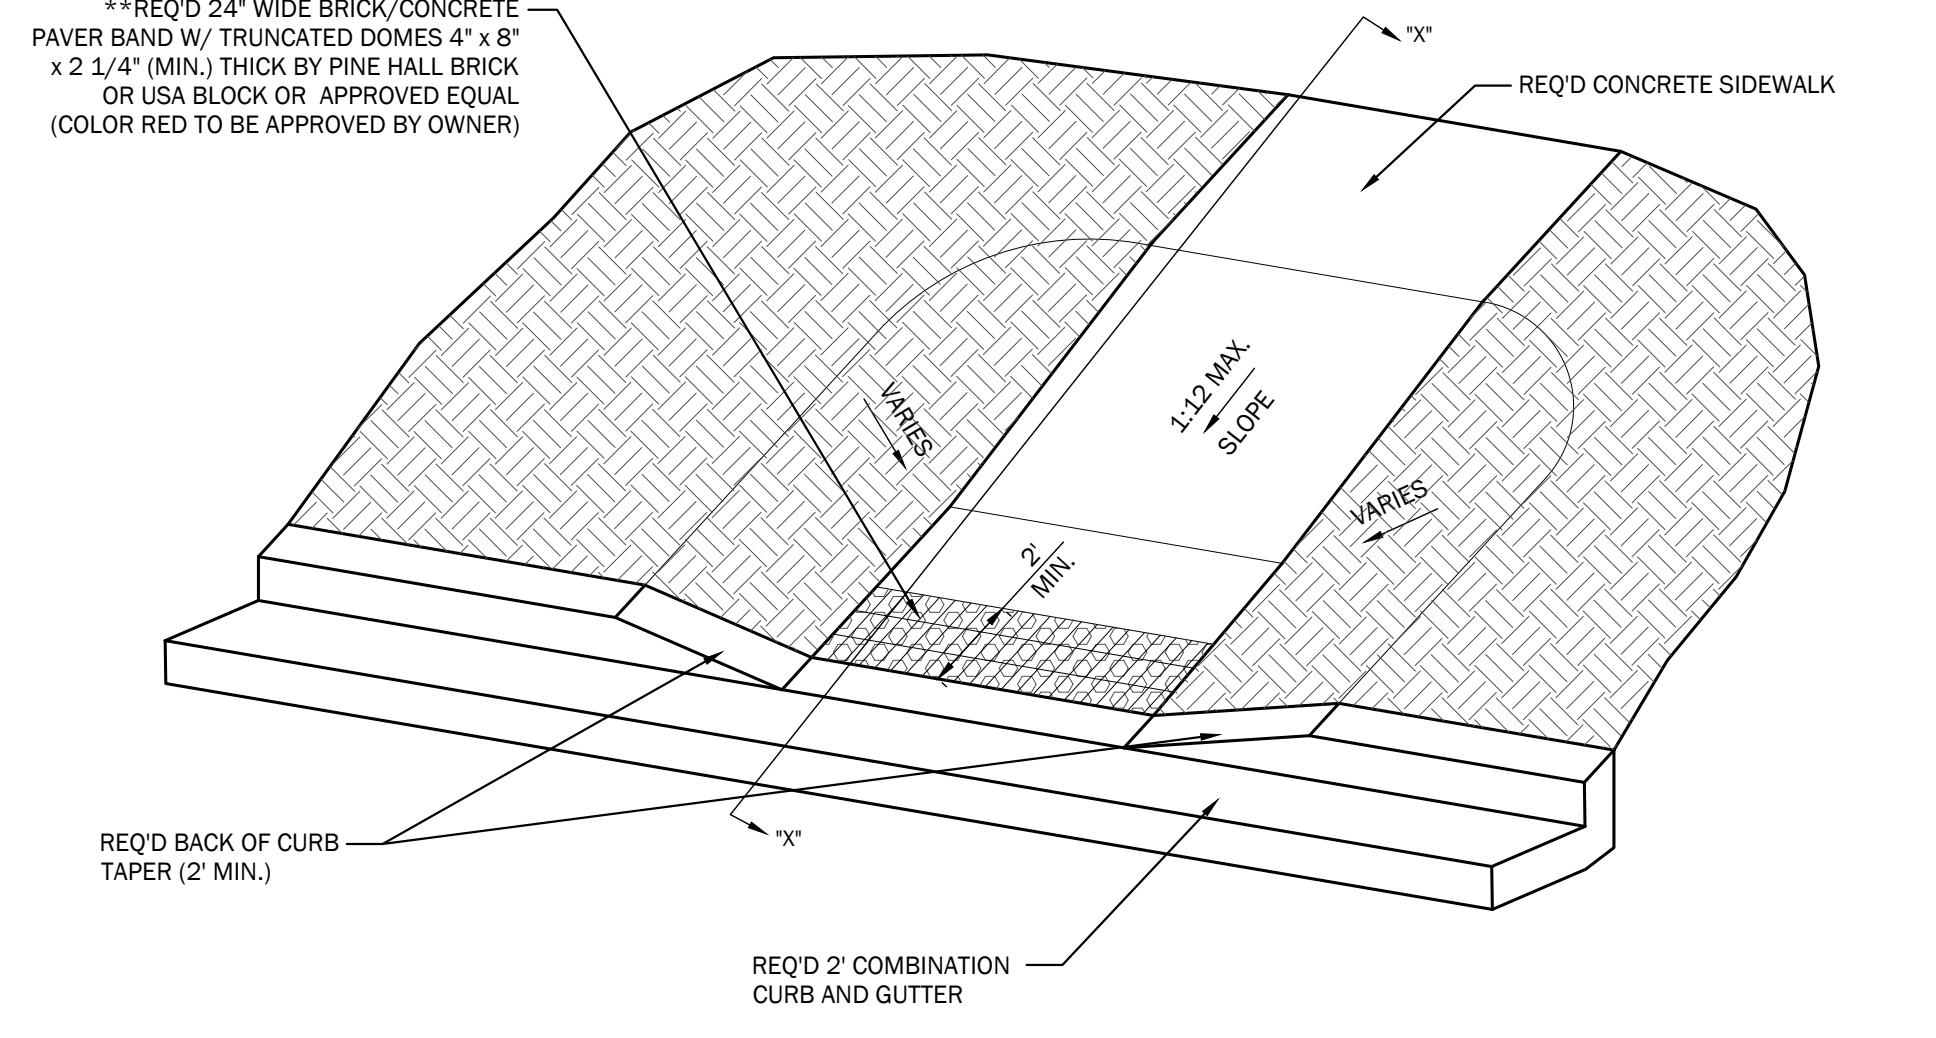 **REQ'D 24" WIDE BRICK/CONCRETE
PAVER BAND W/ TRUNCATED DOMES 4" x 8"
x 2 1/4" (MIN.) THICK BY PINE HALL BRICK
OR USA BLOCK OR APPROVED EQUAL
(COLOR RED TO BE APPROVED BY OWNER)
"X"
REQ'D CONCRETE SIDEWALK
1:12 MAX.
SLOPE
VARIES
VARIES
2'
MIN.
REQ'D BACK OF CURB
TAPER (2' MIN.)
"X"
REQ'D 2' COMBINATION
CURB AND GUTTER